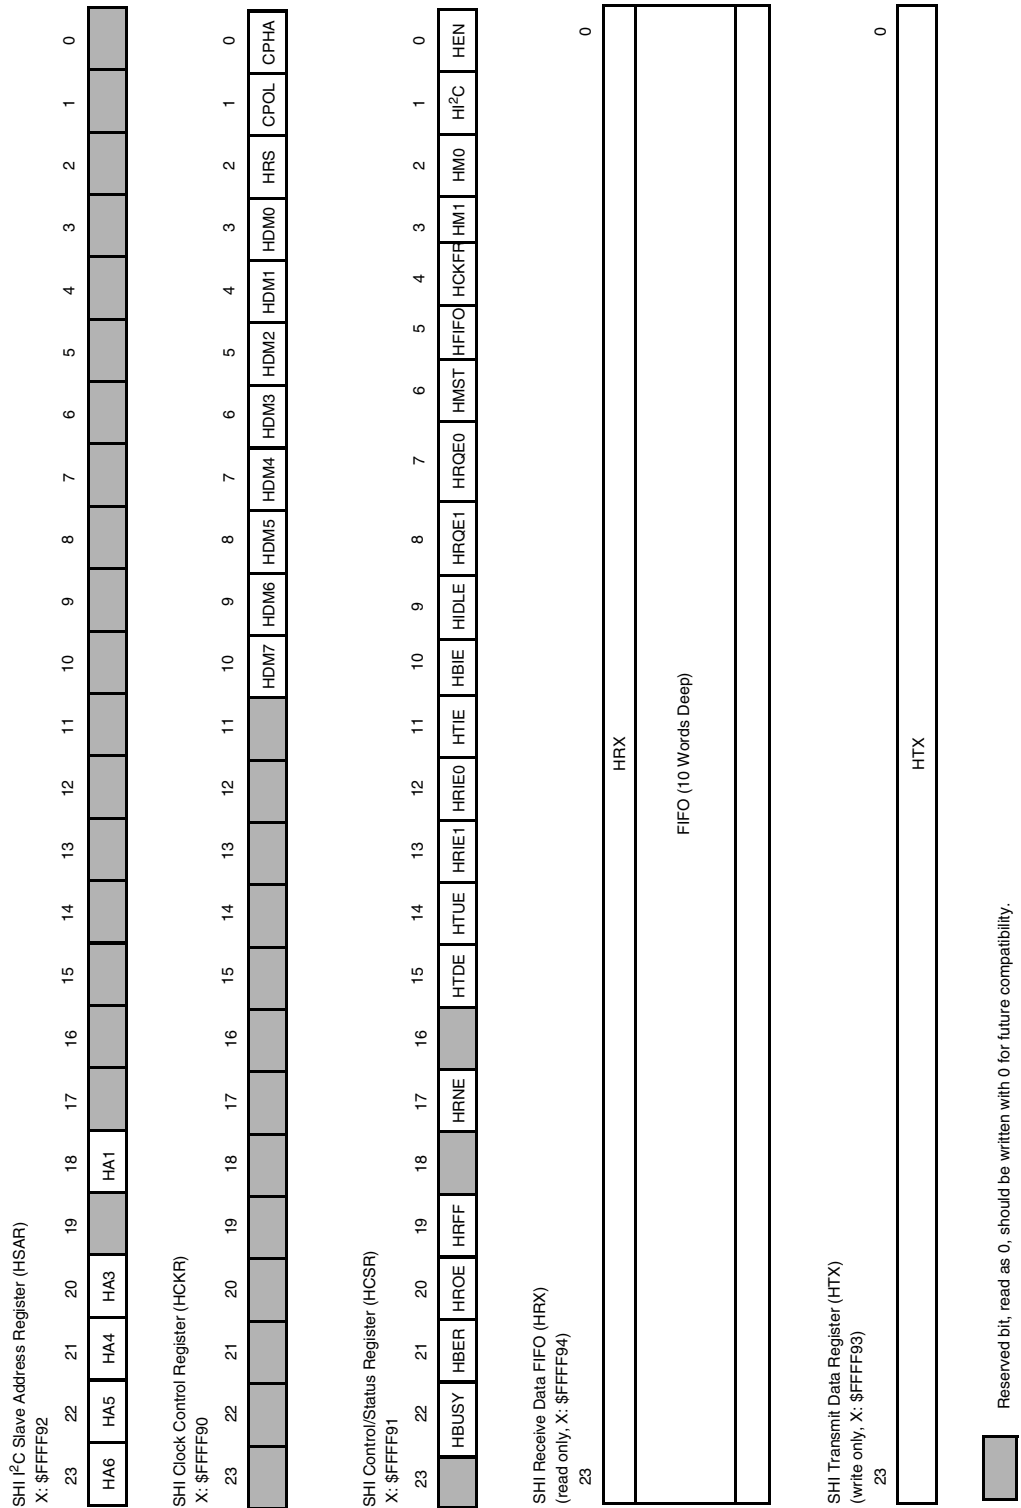 SHI I²C Slave Address Register (HSAR)
X: $FFFF92
23 22 21 20 19 18 17 16 15 14 13 12 11 10 9 8 7 6 5 4 3 2 1 0
HA6 HA5 HA4 HA3 HA1
SHI Clock Control Register (HCKR)
X: $FFFF90
23 22 21 20 19 18 17 16 15 14 13 12 11 10 9 8 7 6 5 4 3 2 1 0
HDM7 HDM6 HDM5 HDM4 HDM3 HDM2 HDM1 HDM0 HRS CPOL CPHA
SHI Control/Status Register (HCSR)
X: $FFFF91
23 22 21 20 19 18 17 16 15 14 13 12 11 10 9 8 7 6 5 4 3 2 1 0
HBUSY HBER HROE HRFF HRNE HTDE HTUE HRIE1 HRIE0 HTIE HBIE HIDLE HRQE1 HRQE0 HMST HFIFO HCKFR HM1 HM0 HI²C HEN
SHI Receive Data FIFO (HRX)
(read only, X: $FFFF94)
23 0
HRX
FIFO (10 Words Deep)
SHI Transmit Data Register (HTX)
(write only, X: $FFFF93)
23 0
HTX
Reserved bit, read as 0, should be written with 0 for future compatibility.